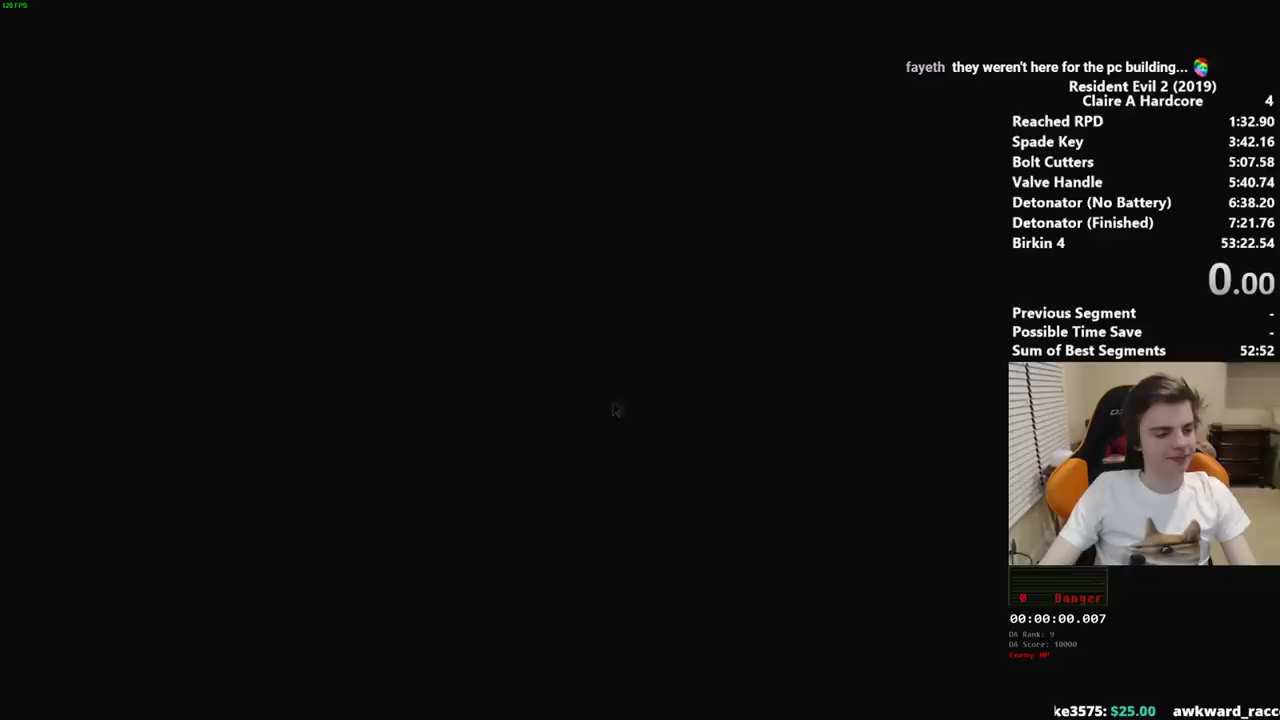 120 FPS
fayeth they weren't here for the pc building...
Resident Evil 2 (2019)
Claire A Hardcore 4
Reached RPD 1:32.90
Spade Key 3:42.16
Bolt Cutters 5:07.58
Valve Handle 5:40.74
Detonator (No Battery) 6:38.20
Detonator (Finished) 7:21.76
Birkin 4 53:22.54
0.00
Previous Segment -
Possible Time Save -
Sum of Best Segments 52:52
0 Danger
00:00:00.007
DA Rank: 9
DA Score: 10000
Enemy HP
ke3575: $25.00 awkward_racc